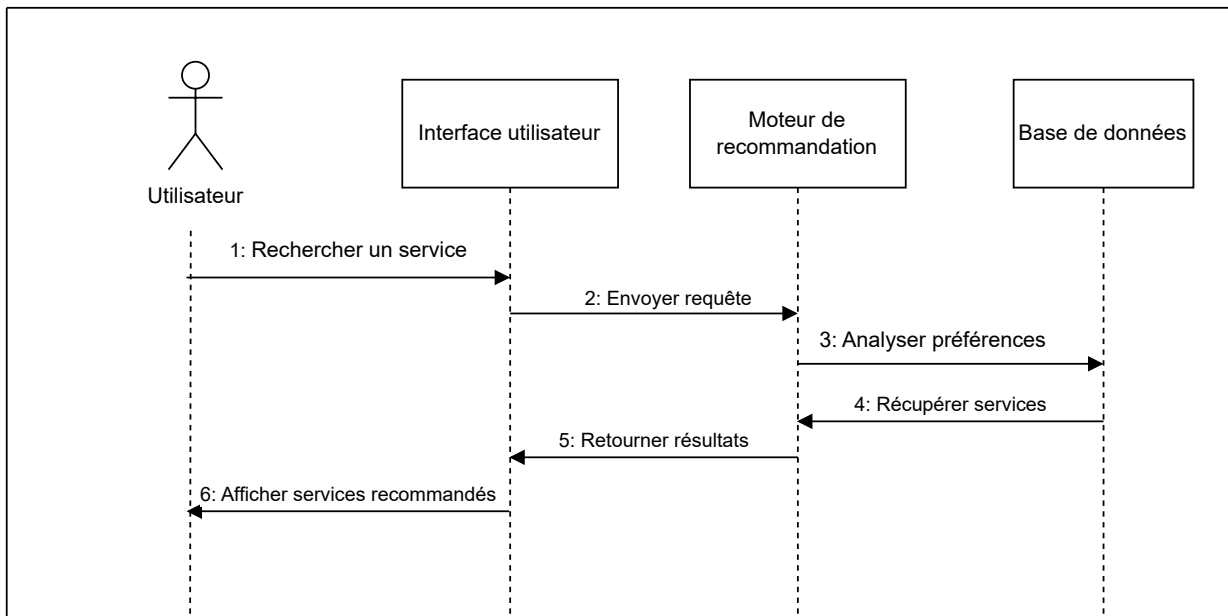 Utilisateur
Interface utilisateur
Moteur de
recommandation
Base de données
1: Rechercher un service
2: Envoyer requête
3: Analyser préférences
4: Récupérer services
5: Retourner résultats
6: Afficher services recommandés